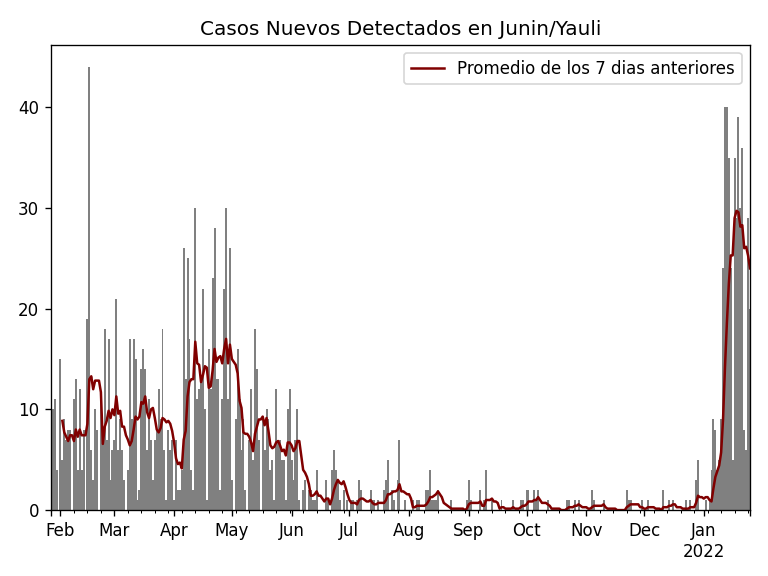 Casos Nuevos Detectados en Junin/Yauli
Promedio de los 7 dias anteriores
40
30
20
10
0
Feb Mar Apr May Jun Jul Aug Sep Oct Nov Dec Jan
2022